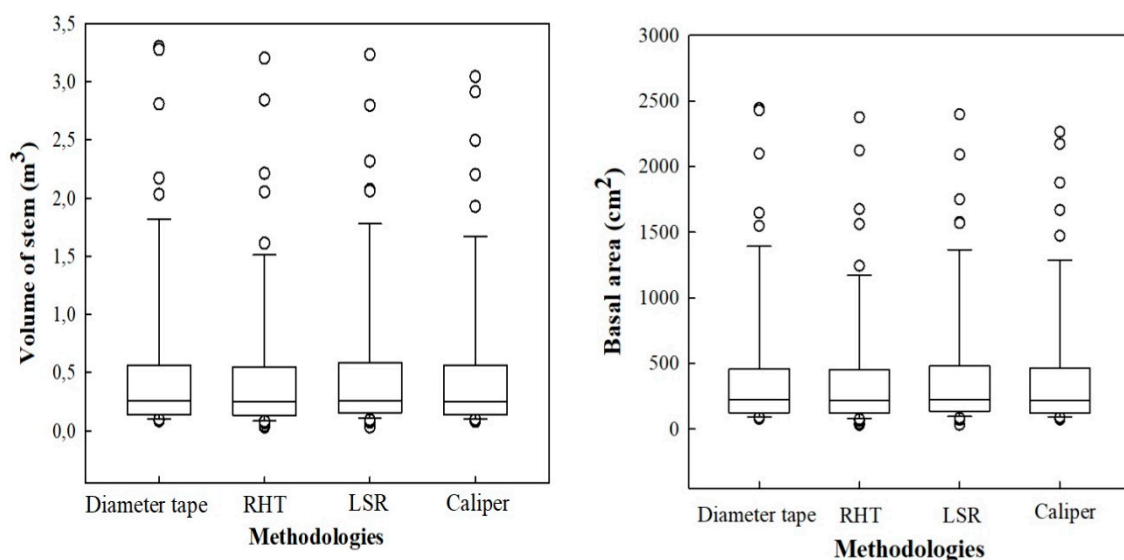 3,5
3,0
2,5
2,0
1,5
1,0
0,5
0,0
Volume of stem (m³)
Diameter tape RHT LSR Caliper
Methodologies
3000
2500
2000
1500
1000
500
0
Basal area (cm²)
Diameter tape RHT LSR Caliper
Methodologies